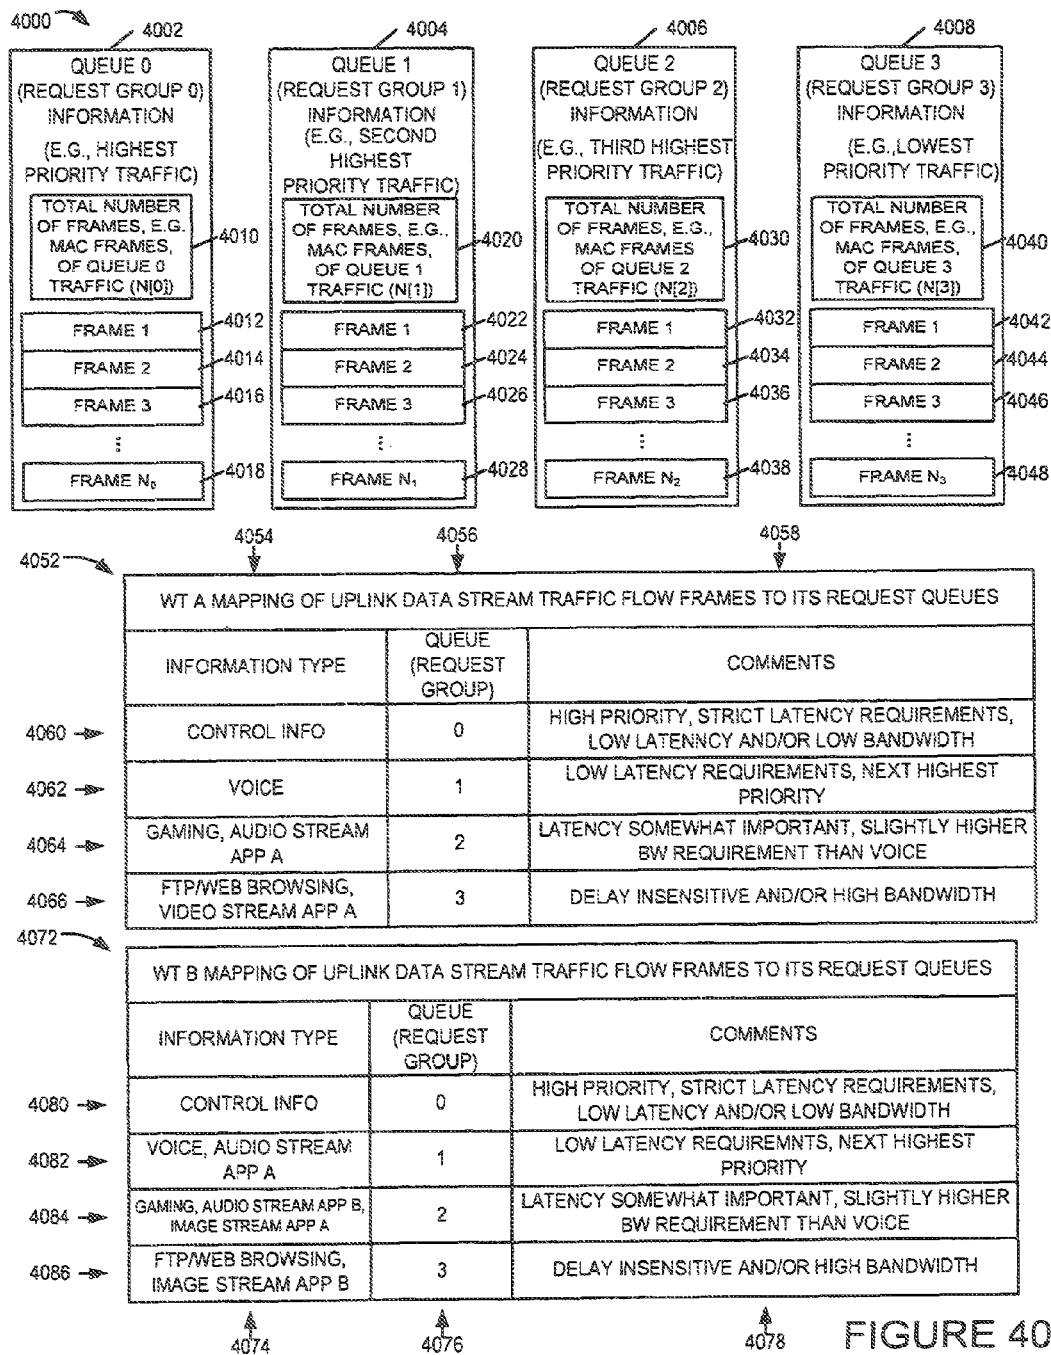 4000
4002
QUEUE 0
(REQUEST GROUP 0)
INFORMATION
(E.G., HIGHEST
PRIORITY TRAFFIC)
TOTAL NUMBER
OF FRAMES, E.G.
MAC FRAMES,
OF QUEUE 0
TRAFFIC (N[0])
4010
FRAME 1
4012
FRAME 2
4014
FRAME 3
4016
...
FRAME N₅
4018
4004
QUEUE 1
(REQUEST GROUP 1)
INFORMATION
(E.G., SECOND
HIGHEST
PRIORITY TRAFFIC)
TOTAL NUMBER
OF FRAMES, E.G.,
MAC FRAMES,
OF QUEUE 1
TRAFFIC (N[1])
4020
FRAME 1
4022
FRAME 2
4024
FRAME 3
4026
...
FRAME N₁
4028
4006
QUEUE 2
(REQUEST GROUP 2)
INFORMATION
(E.G., THIRD HIGHEST
PRIORITY TRAFFIC)
TOTAL NUMBER
OF FRAMES, E.G.,
MAC FRAMES
OF QUEUE 2
TRAFFIC (N[2])
4030
FRAME 1
4032
FRAME 2
4034
FRAME 3
4036
...
FRAME N₂
4038
4008
QUEUE 3
(REQUEST GROUP 3)
INFORMATION
(E.G.,LOWEST
PRIORITY TRAFFIC)
TOTAL NUMBER
OF FRAMES, E.G.,
MAC FRAMES,
OF QUEUE 3
TRAFFIC (N[3])
4040
FRAME 1
4042
FRAME 2
4044
FRAME 3
4046
...
FRAME N₃
4048
4052
4054
4056
4058
WT A MAPPING OF UPLINK DATA STREAM TRAFFIC FLOW FRAMES TO ITS REQUEST QUEUES
INFORMATION TYPE
QUEUE
(REQUEST
GROUP)
COMMENTS
4060
CONTROL INFO
0
HIGH PRIORITY, STRICT LATENCY REQUIREMENTS,
LOW LATENNCY AND/OR LOW BANDWIDTH
4062
VOICE
1
LOW LATENCY REQUIREMENTS, NEXT HIGHEST
PRIORITY
4064
GAMING, AUDIO STREAM
APP A
2
LATENCY SOMEWHAT IMPORTANT, SLIGHTLY HIGHER
BW REQUIREMENT THAN VOICE
4066
FTP/WEB BROWSING,
VIDEO STREAM APP A
3
DELAY INSENSITIVE AND/OR HIGH BANDWIDTH
4072
WT B MAPPING OF UPLINK DATA STREAM TRAFFIC FLOW FRAMES TO ITS REQUEST QUEUES
INFORMATION TYPE
QUEUE
(REQUEST
GROUP)
COMMENTS
4080
CONTROL INFO
0
HIGH PRIORITY, STRICT LATENCY REQUIREMENTS,
LOW LATENCY AND/OR LOW BANDWIDTH
4082
VOICE, AUDIO STREAM
APP A
1
LOW LATENCY REQUIREMNTS, NEXT HIGHEST
PRIORITY
4084
GAMING, AUDIO STREAM APP B,
IMAGE STREAM APP A
2
LATENCY SOMEWHAT IMPORTANT, SLIGHTLY HIGHER
BW REQUIREMENT THAN VOICE
4086
FTP/WEB BROWSING,
IMAGE STREAM APP B
3
DELAY INSENSITIVE AND/OR HIGH BANDWIDTH
4074
4076
4078
FIGURE 40